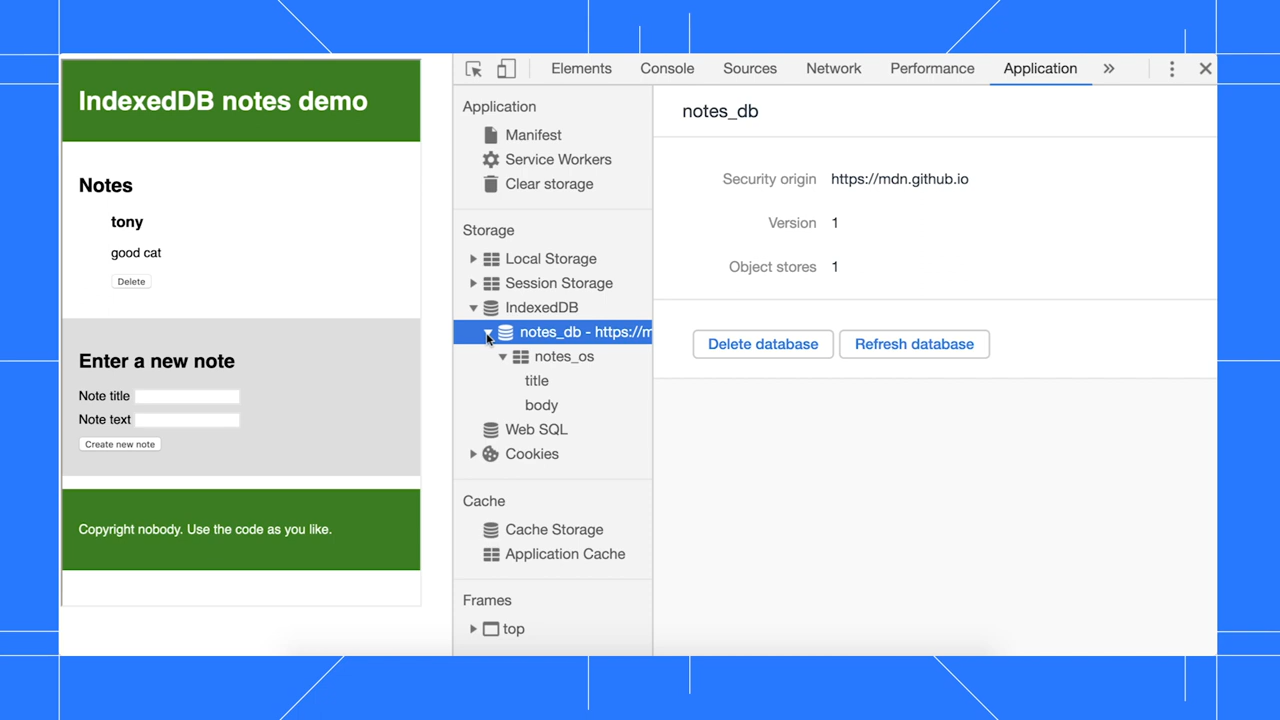 IndexedDB notes demo
Notes
tony
good cat
Delete
Enter a new note
Note title
Note text
Create new note
Copyright nobody. Use the code as you like.
Elements Console Sources Network Performance Application »
Application
Manifest
Service Workers
Clear storage
Storage
Local Storage
Session Storage
IndexedDB
notes_db - https://m
notes_os
title
body
Web SQL
Cookies
Cache
Cache Storage
Application Cache
Frames
top
notes_db
Security origin https://mdn.github.io
Version 1
Object stores 1
Delete database Refresh database